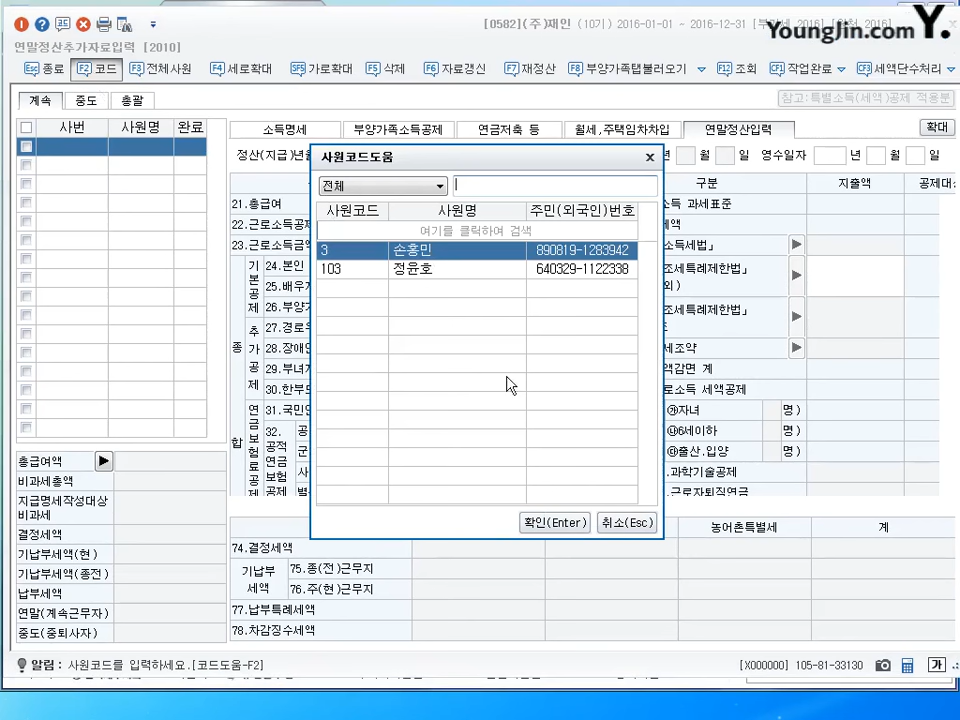 [0582] (주)재인 (10기) 2016-01-01 ~ 2016-12-31
YoungJin.com Y.
연말정산추가자료입력 [2010]
Esc 종료 F2 코드 F3 전체사원 F4 세로확대 SF5 가로확대 F5 삭제 F6 자료갱신 F7 재정산 F8 부양가족탭불러오기 F12 조회 CF1 작업완료 CF3 세액단수처리
계속 중도 총괄
참고:특별소득(세액)공제 적용분
사번 사원명 완료
소득명세 부양가족소득공제 연금저축 등 월세,주택임차차입 연말정산입력 확대
정산(지급)년 년 월 일 영수일자 년 월 일
사원코드도움
전체
사원코드 사원명 주민(외국인)번호
여기를 클릭하여 검색
3 손흥민 890819-1283942
103 정윤호 640329-1122338
확인(Enter) 취소(Esc)
구분 지출액 공제대
21.총급여
22.근로소득공제
23.근로소득금
기본공제
24.본인
25.배우
26.부양
추가공제
27.경로
28.장애인
29.부녀
30.한부
종합
연금보험료공제
31.국민연
32.
공적연금보험공제
공
군
사
별
소득 과세표준
세액
소득세법」
조세특례제한법」
외)
조세특례제한법」
조
조세조약
세액감면 계
근로소득 세액공제
㉮자녀 명)
㉯6세이하 명)
㉰출산.입양 명)
.과학기술공제
.근로자퇴직연금
총급여액
비과세총액
지급명세작성대상
비과세
결정세액
기납부세액(현)
기납부세액(종전)
납부세액
연말(계속근무자)
중도(중퇴사자)
농어촌특별세 계
74.결정세액
기납부
세액
75.종(전)근무지
76.주(현)근무지
77.납부특례세액
78.차감징수세액
알림 : 사원코드를 입력하세요.[코드도움-F2]
[X000000] 105-81-33130 가